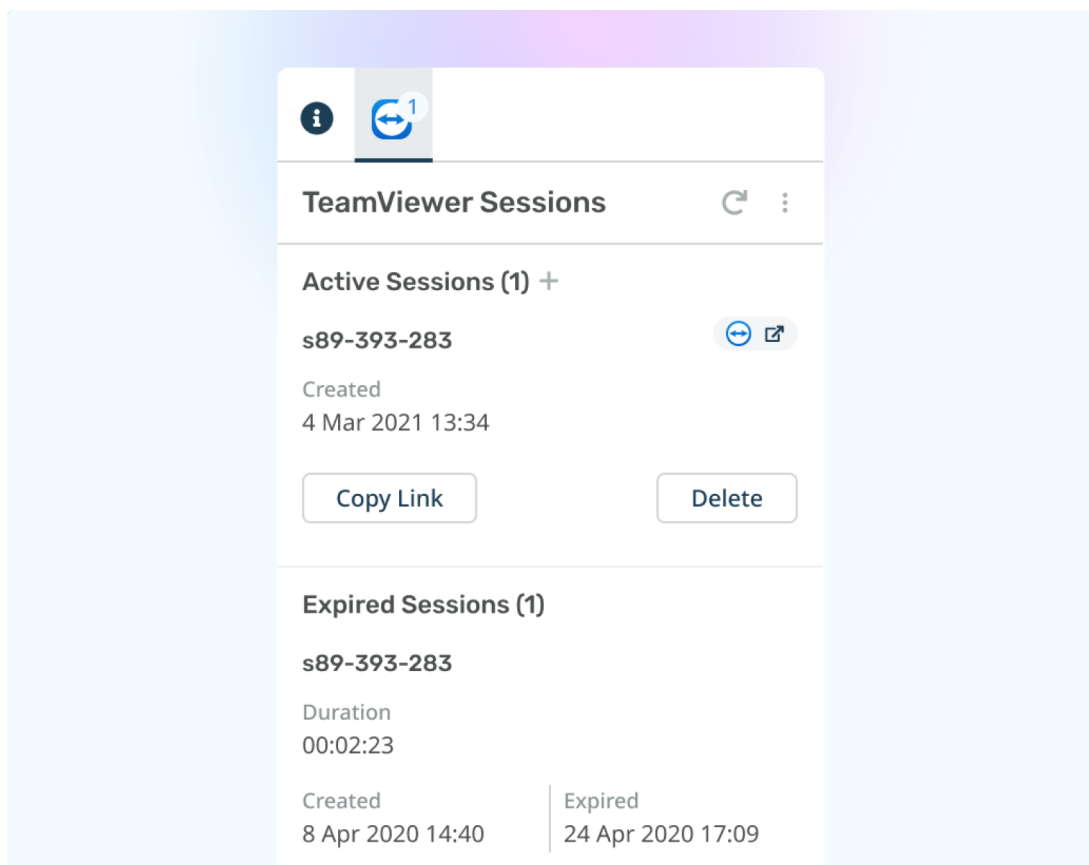 1
TeamViewer Sessions
Active Sessions (1)
s89-393-283
Created
4 Mar 2021 13:34
Copy Link Delete
Expired Sessions (1)
s89-393-283
Duration
00:02:23
Created Expired
8 Apr 2020 14:40 24 Apr 2020 17:09